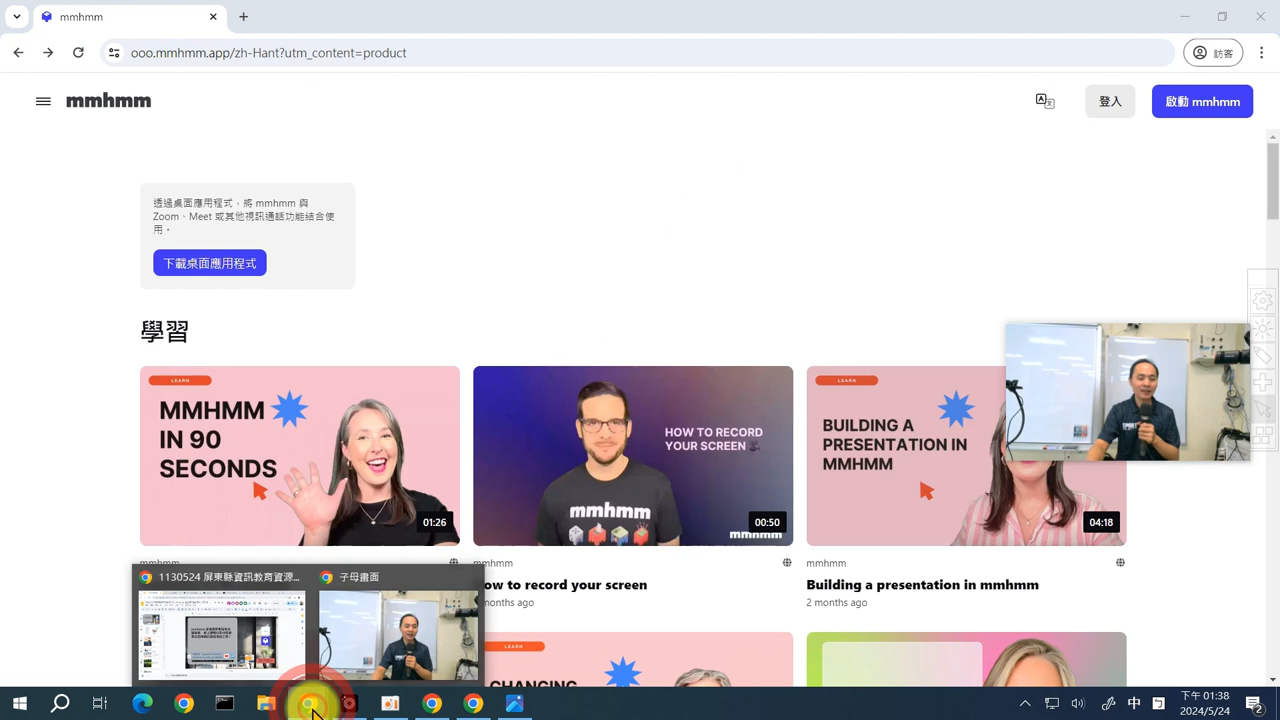 mmhmm
ooo.mmhmm.app/zh-Hant?utm_content=product
訪客
mmhmm
登入
啟動 mmhmm
透過桌面應用程式，將 mmhmm 與
Zoom、Meet 或其他視訊通話功能結合使
用。
下載桌面應用程式
學習
LEARN
MMHMM
IN 90
SECONDS
01:26
HOW TO RECORD
YOUR SCREEN
mmhmm
00:50
mmhmm
LEARN
BUILDING A
PRESENTATION IN
MMHMM
04:18
mmhmm
mmhmm
mmhmm
ow to record your screen
Building a presentation in mmhmm
months ago
2 months ago
1130524 屏東縣資訊教育資源...
子母畫面
LEARN
CHANGING
中
下午 01:38
2024/5/24
2